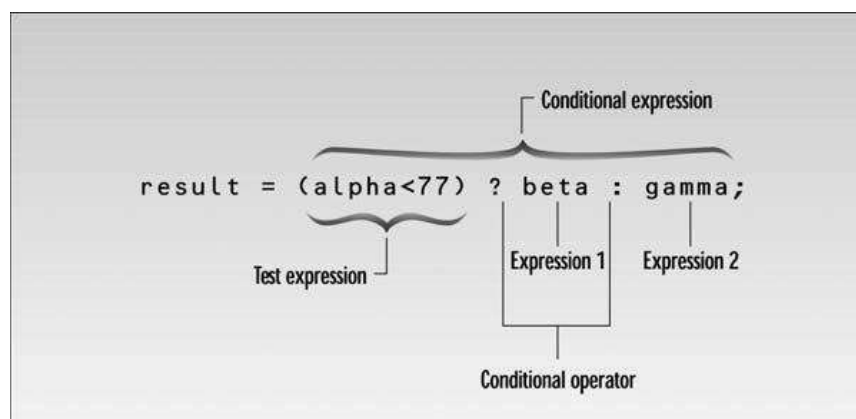 Conditional expression
result = (alpha<77) ? beta : gamma;
Test expression
Expression 1
Expression 2
Conditional operator